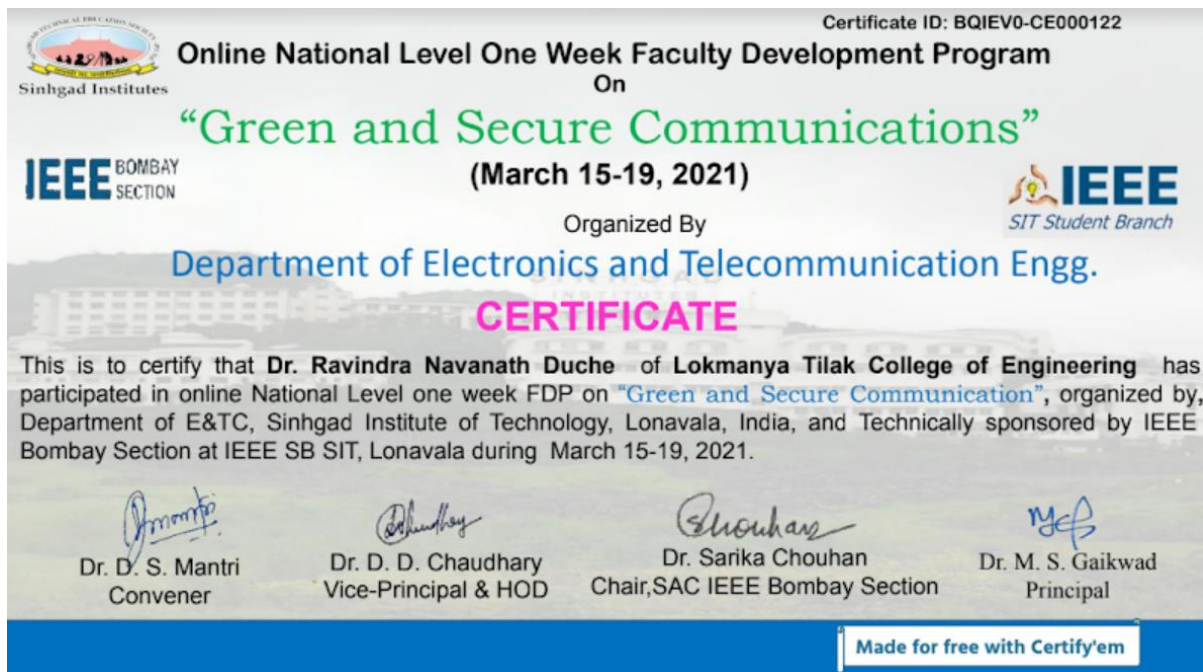 Certificate ID: BQIEV0-CE000122
Sinhgad Institutes
Online National Level One Week Faculty Development Program
On
“Green and Secure Communications”
IEEE BOMBAY SECTION
(March 15-19, 2021)
IEEE
SIT Student Branch
Organized By
Department of Electronics and Telecommunication Engg.
CERTIFICATE
This is to certify that Dr. Ravindra Navanath Duche of Lokmanya Tilak College of Engineering has
participated in online National Level one week FDP on “Green and Secure Communication”, organized by,
Department of E&TC, Sinhgad Institute of Technology, Lonavala, India, and Technically sponsored by IEEE
Bombay Section at IEEE SB SIT, Lonavala during March 15-19, 2021.
Dr. D. S. Mantri
Convener
Dr. D. D. Chaudhary
Vice-Principal & HOD
Dr. Sarika Chouhan
Chair,SAC IEEE Bombay Section
Dr. M. S. Gaikwad
Principal
Made for free with Certify'em